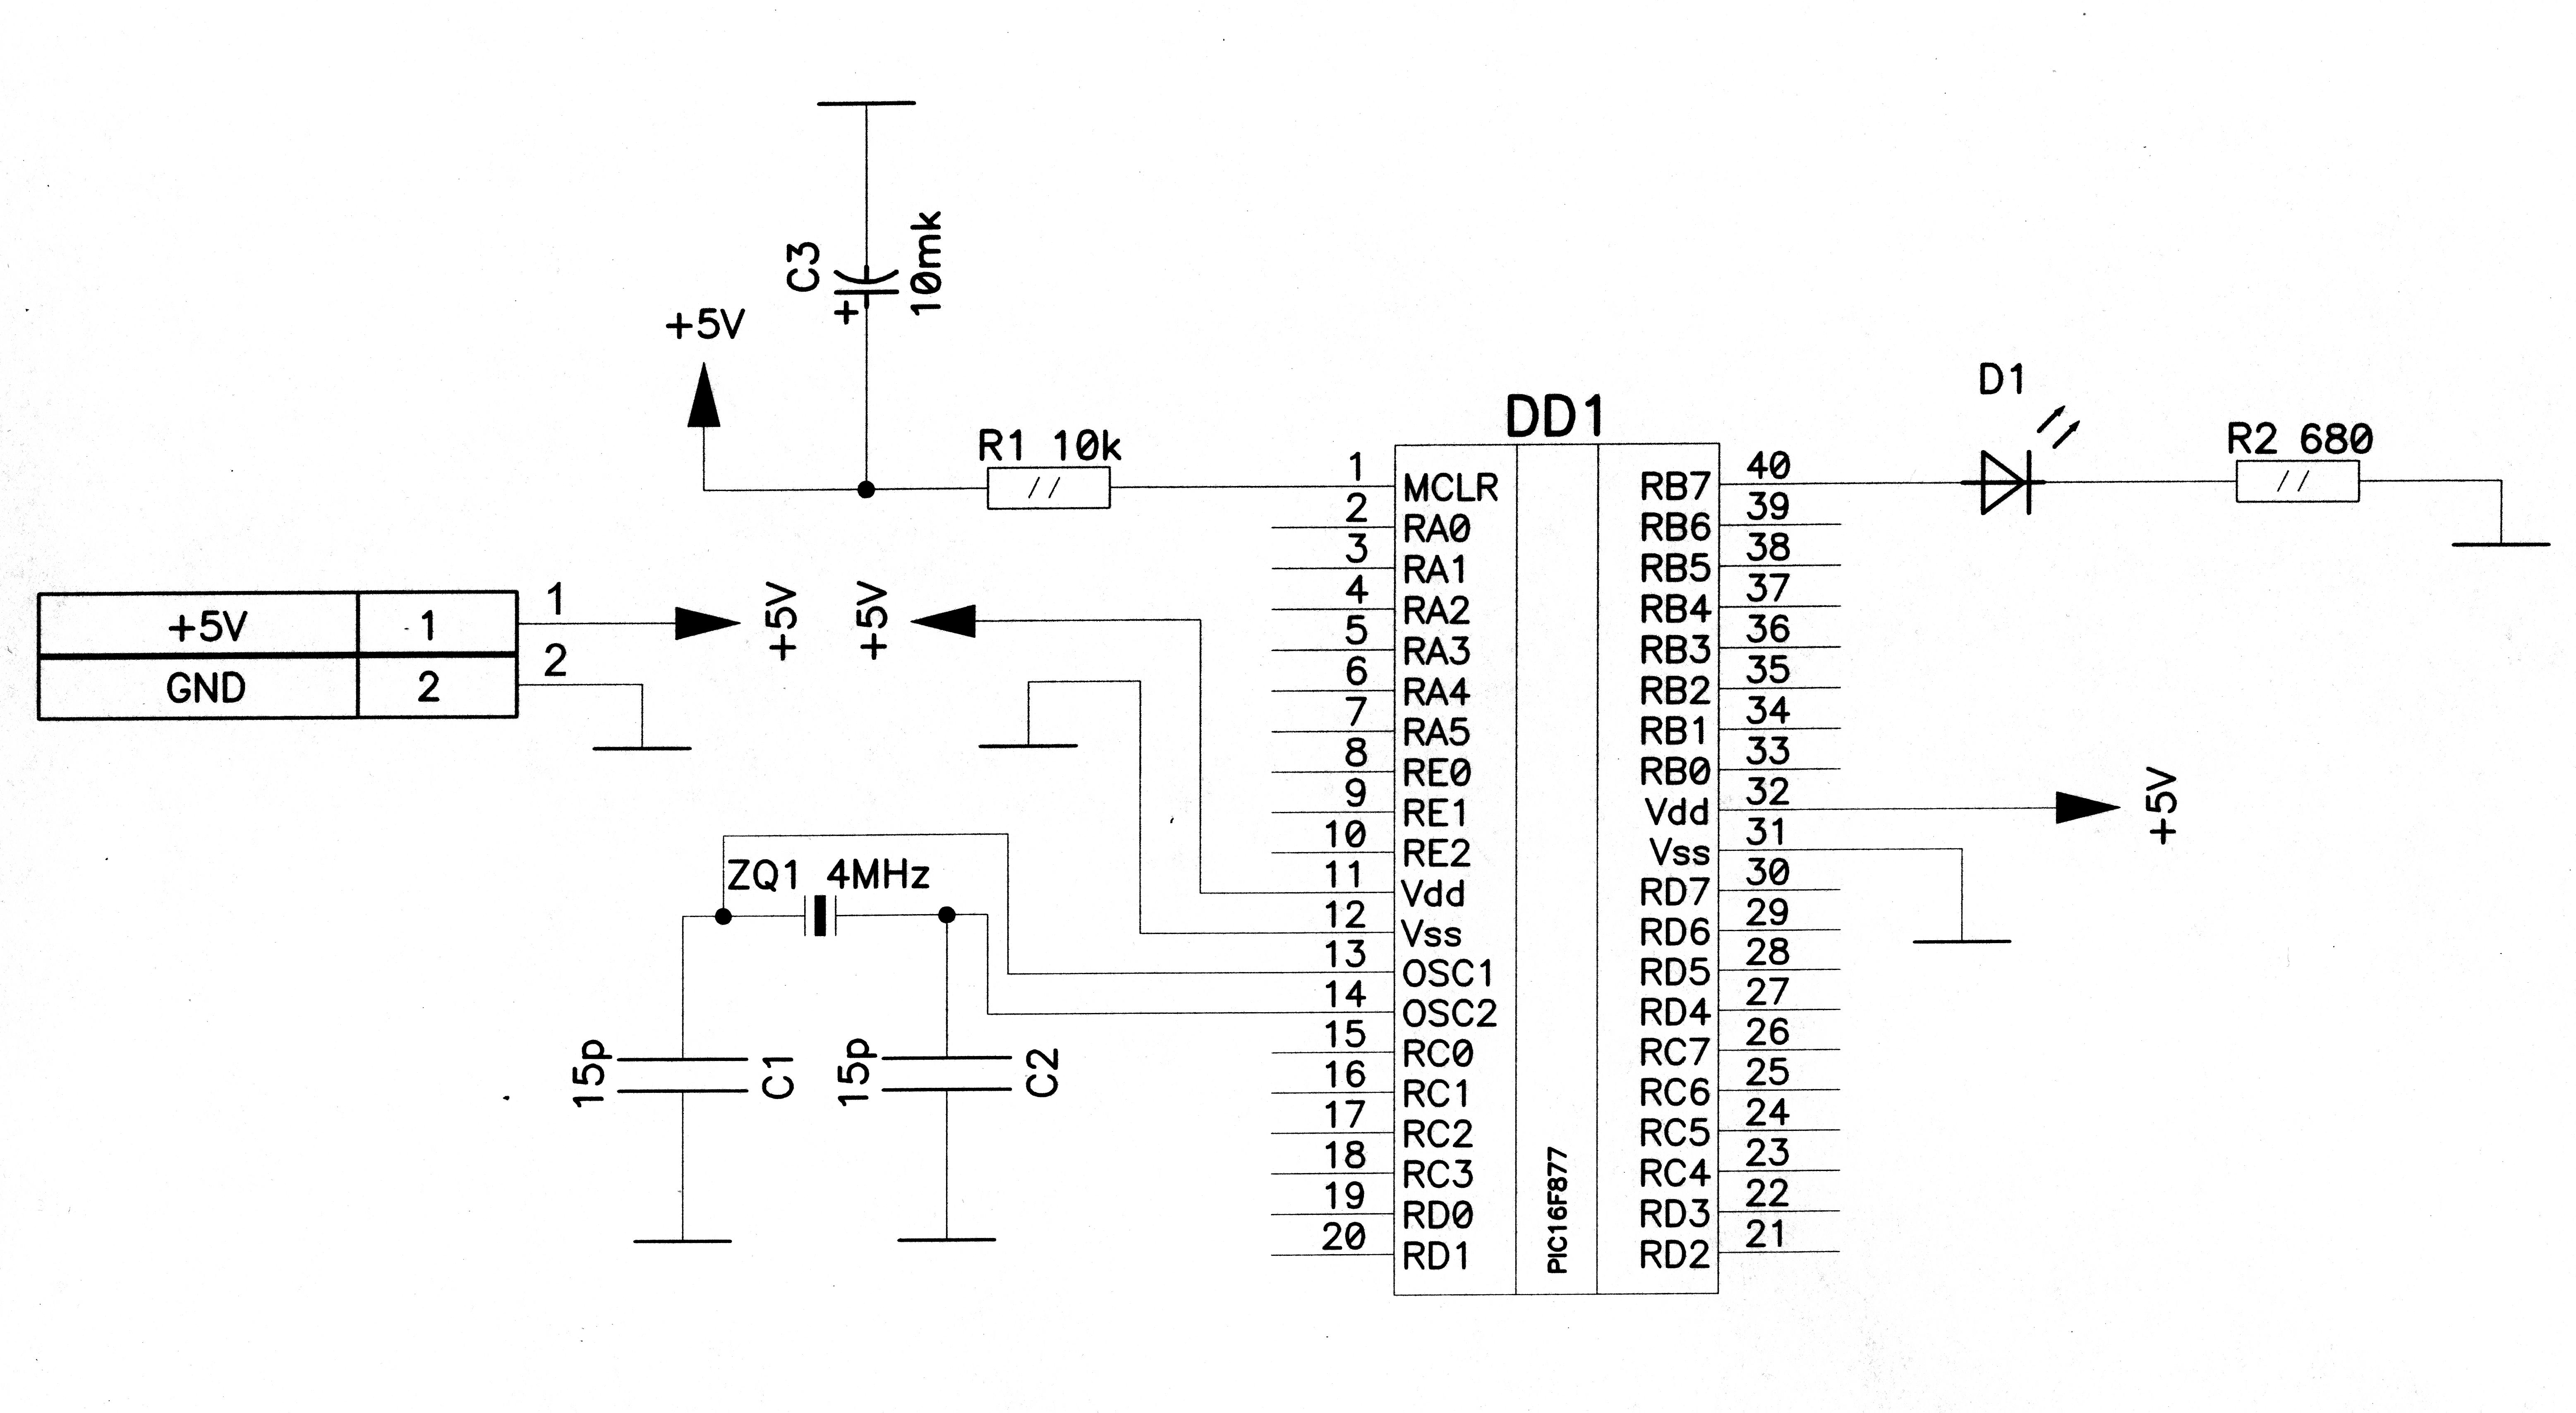 C3
10mk
+5V
R1 10k
DD1
D1
R2 680
+5V 1
GND 2
1
2
+5V
+5V
ZQ1 4MHz
15p
C1
15p
C2
1 MCLR
2 RA0
3 RA1
4 RA2
5 RA3
6 RA4
7 RA5
8 RE0
9 RE1
10 RE2
11 Vdd
12 Vss
13 OSC1
14 OSC2
15 RC0
16 RC1
17 RC2
18 RC3
19 RD0
20 RD1
PIC16F877
RB7 40
RB6 39
RB5 38
RB4 37
RB3 36
RB2 35
RB1 34
RB0 33
Vdd 32
Vss 31
RD7 30
RD6 29
RD5 28
RD4 27
RC7 26
RC6 25
RC5 24
RC4 23
RD3 22
RD2 21
+5V